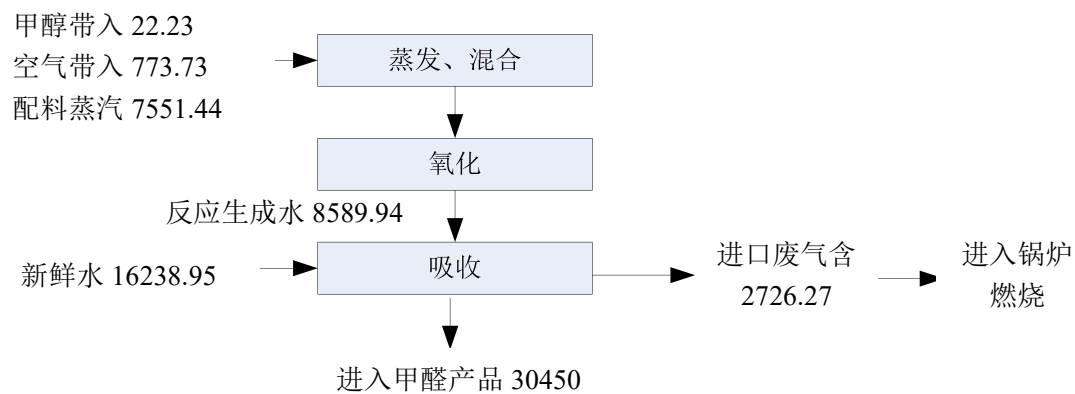 甲醇带入 22.23
空气带入 773.73
配料蒸汽 7551.44
蒸发、混合
氧化
反应生成水 8589.94
新鲜水 16238.95
吸收
进口废气含
2726.27
进入锅炉
燃烧
进入甲醛产品 30450